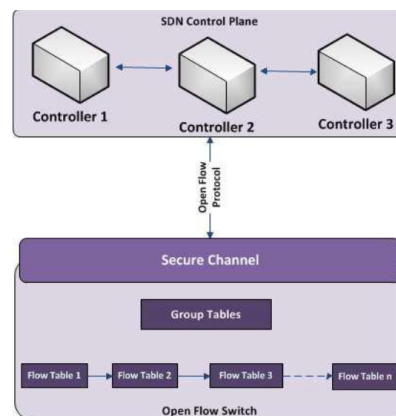 SDN Control Plane
Controller 1
Controller 2
Controller 3
Open Flow
Protocol
Secure Channel
Group Tables
Flow Table 1
Flow Table 2
Flow Table 3
Flow Table n
Open Flow Switch